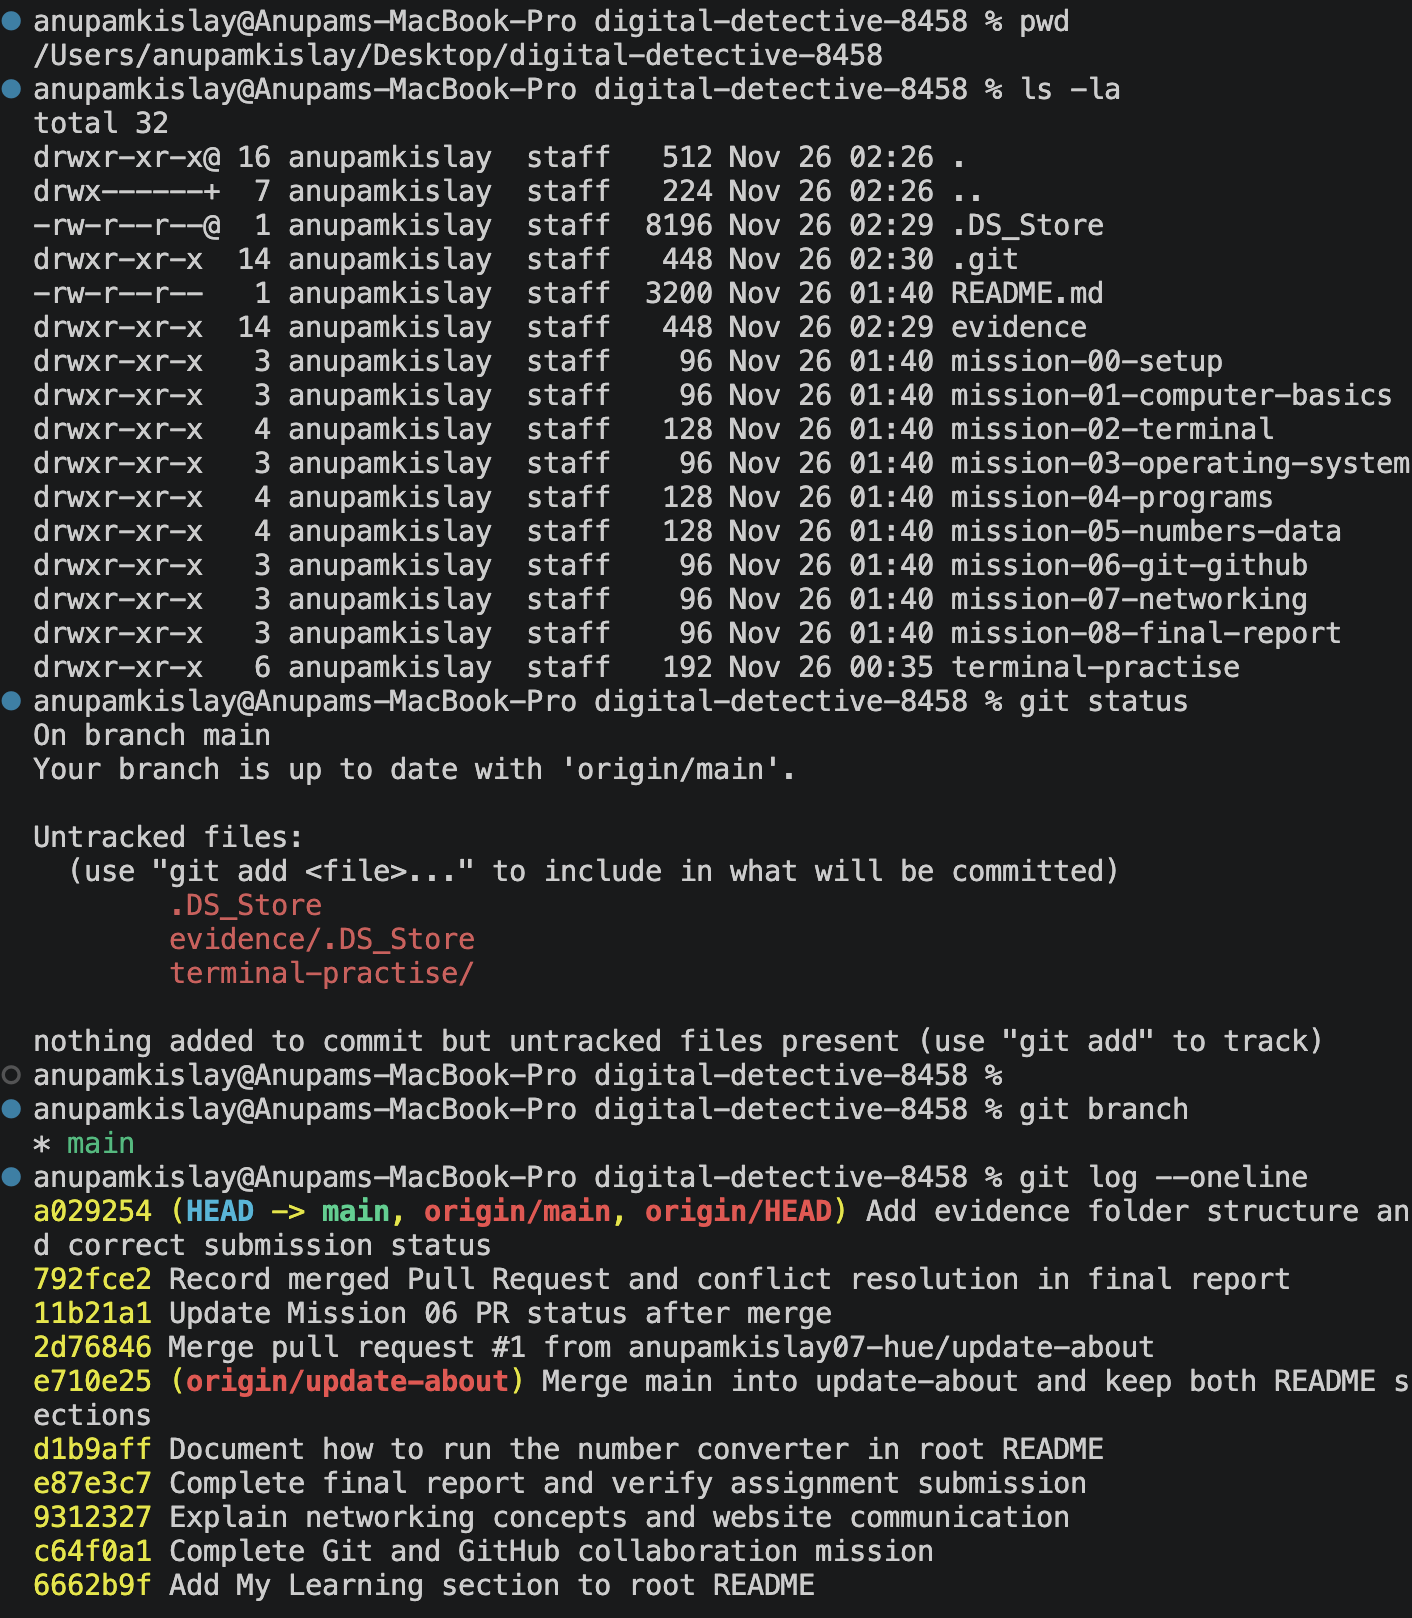 anupamkislay@Anupams-MacBook-Pro digital-detective-8458 % pwd
/Users/anupamkislay/Desktop/digital-detective-8458
anupamkislay@Anupams-MacBook-Pro digital-detective-8458 % ls -la
total 32
drwxr-xr-x@ 16 anupamkislay  staff   512 Nov 26 02:26 .
drwx------+  7 anupamkislay  staff   224 Nov 26 02:26 ..
-rw-r--r--@  1 anupamkislay  staff  8196 Nov 26 02:29 .DS_Store
drwxr-xr-x  14 anupamkislay  staff   448 Nov 26 02:30 .git
-rw-r--r--   1 anupamkislay  staff  3200 Nov 26 01:40 README.md
drwxr-xr-x  14 anupamkislay  staff   448 Nov 26 02:29 evidence
drwxr-xr-x   3 anupamkislay  staff    96 Nov 26 01:40 mission-00-setup
drwxr-xr-x   3 anupamkislay  staff    96 Nov 26 01:40 mission-01-computer-basics
drwxr-xr-x   4 anupamkislay  staff   128 Nov 26 01:40 mission-02-terminal
drwxr-xr-x   3 anupamkislay  staff    96 Nov 26 01:40 mission-03-operating-system
drwxr-xr-x   4 anupamkislay  staff   128 Nov 26 01:40 mission-04-programs
drwxr-xr-x   4 anupamkislay  staff   128 Nov 26 01:40 mission-05-numbers-data
drwxr-xr-x   3 anupamkislay  staff    96 Nov 26 01:40 mission-06-git-github
drwxr-xr-x   3 anupamkislay  staff    96 Nov 26 01:40 mission-07-networking
drwxr-xr-x   3 anupamkislay  staff    96 Nov 26 01:40 mission-08-final-report
drwxr-xr-x   6 anupamkislay  staff   192 Nov 26 00:35 terminal-practise
anupamkislay@Anupams-MacBook-Pro digital-detective-8458 % git status
On branch main
Your branch is up to date with 'origin/main'.
Untracked files:
  (use "git add <file>..." to include in what will be committed)
        .DS_Store
        evidence/.DS_Store
        terminal-practise/
nothing added to commit but untracked files present (use "git add" to track)
anupamkislay@Anupams-MacBook-Pro digital-detective-8458 %
anupamkislay@Anupams-MacBook-Pro digital-detective-8458 % git branch
* main
anupamkislay@Anupams-MacBook-Pro digital-detective-8458 % git log --oneline
a029254 (HEAD -> main, origin/main, origin/HEAD) Add evidence folder structure an
d correct submission status
792fce2 Record merged Pull Request and conflict resolution in final report
11b21a1 Update Mission 06 PR status after merge
2d76846 Merge pull request #1 from anupamkislay07-hue/update-about
e710e25 (origin/update-about) Merge main into update-about and keep both README s
ections
d1b9aff Document how to run the number converter in root README
e87e3c7 Complete final report and verify assignment submission
9312327 Explain networking concepts and website communication
c64f0a1 Complete Git and GitHub collaboration mission
6662b9f Add My Learning section to root README